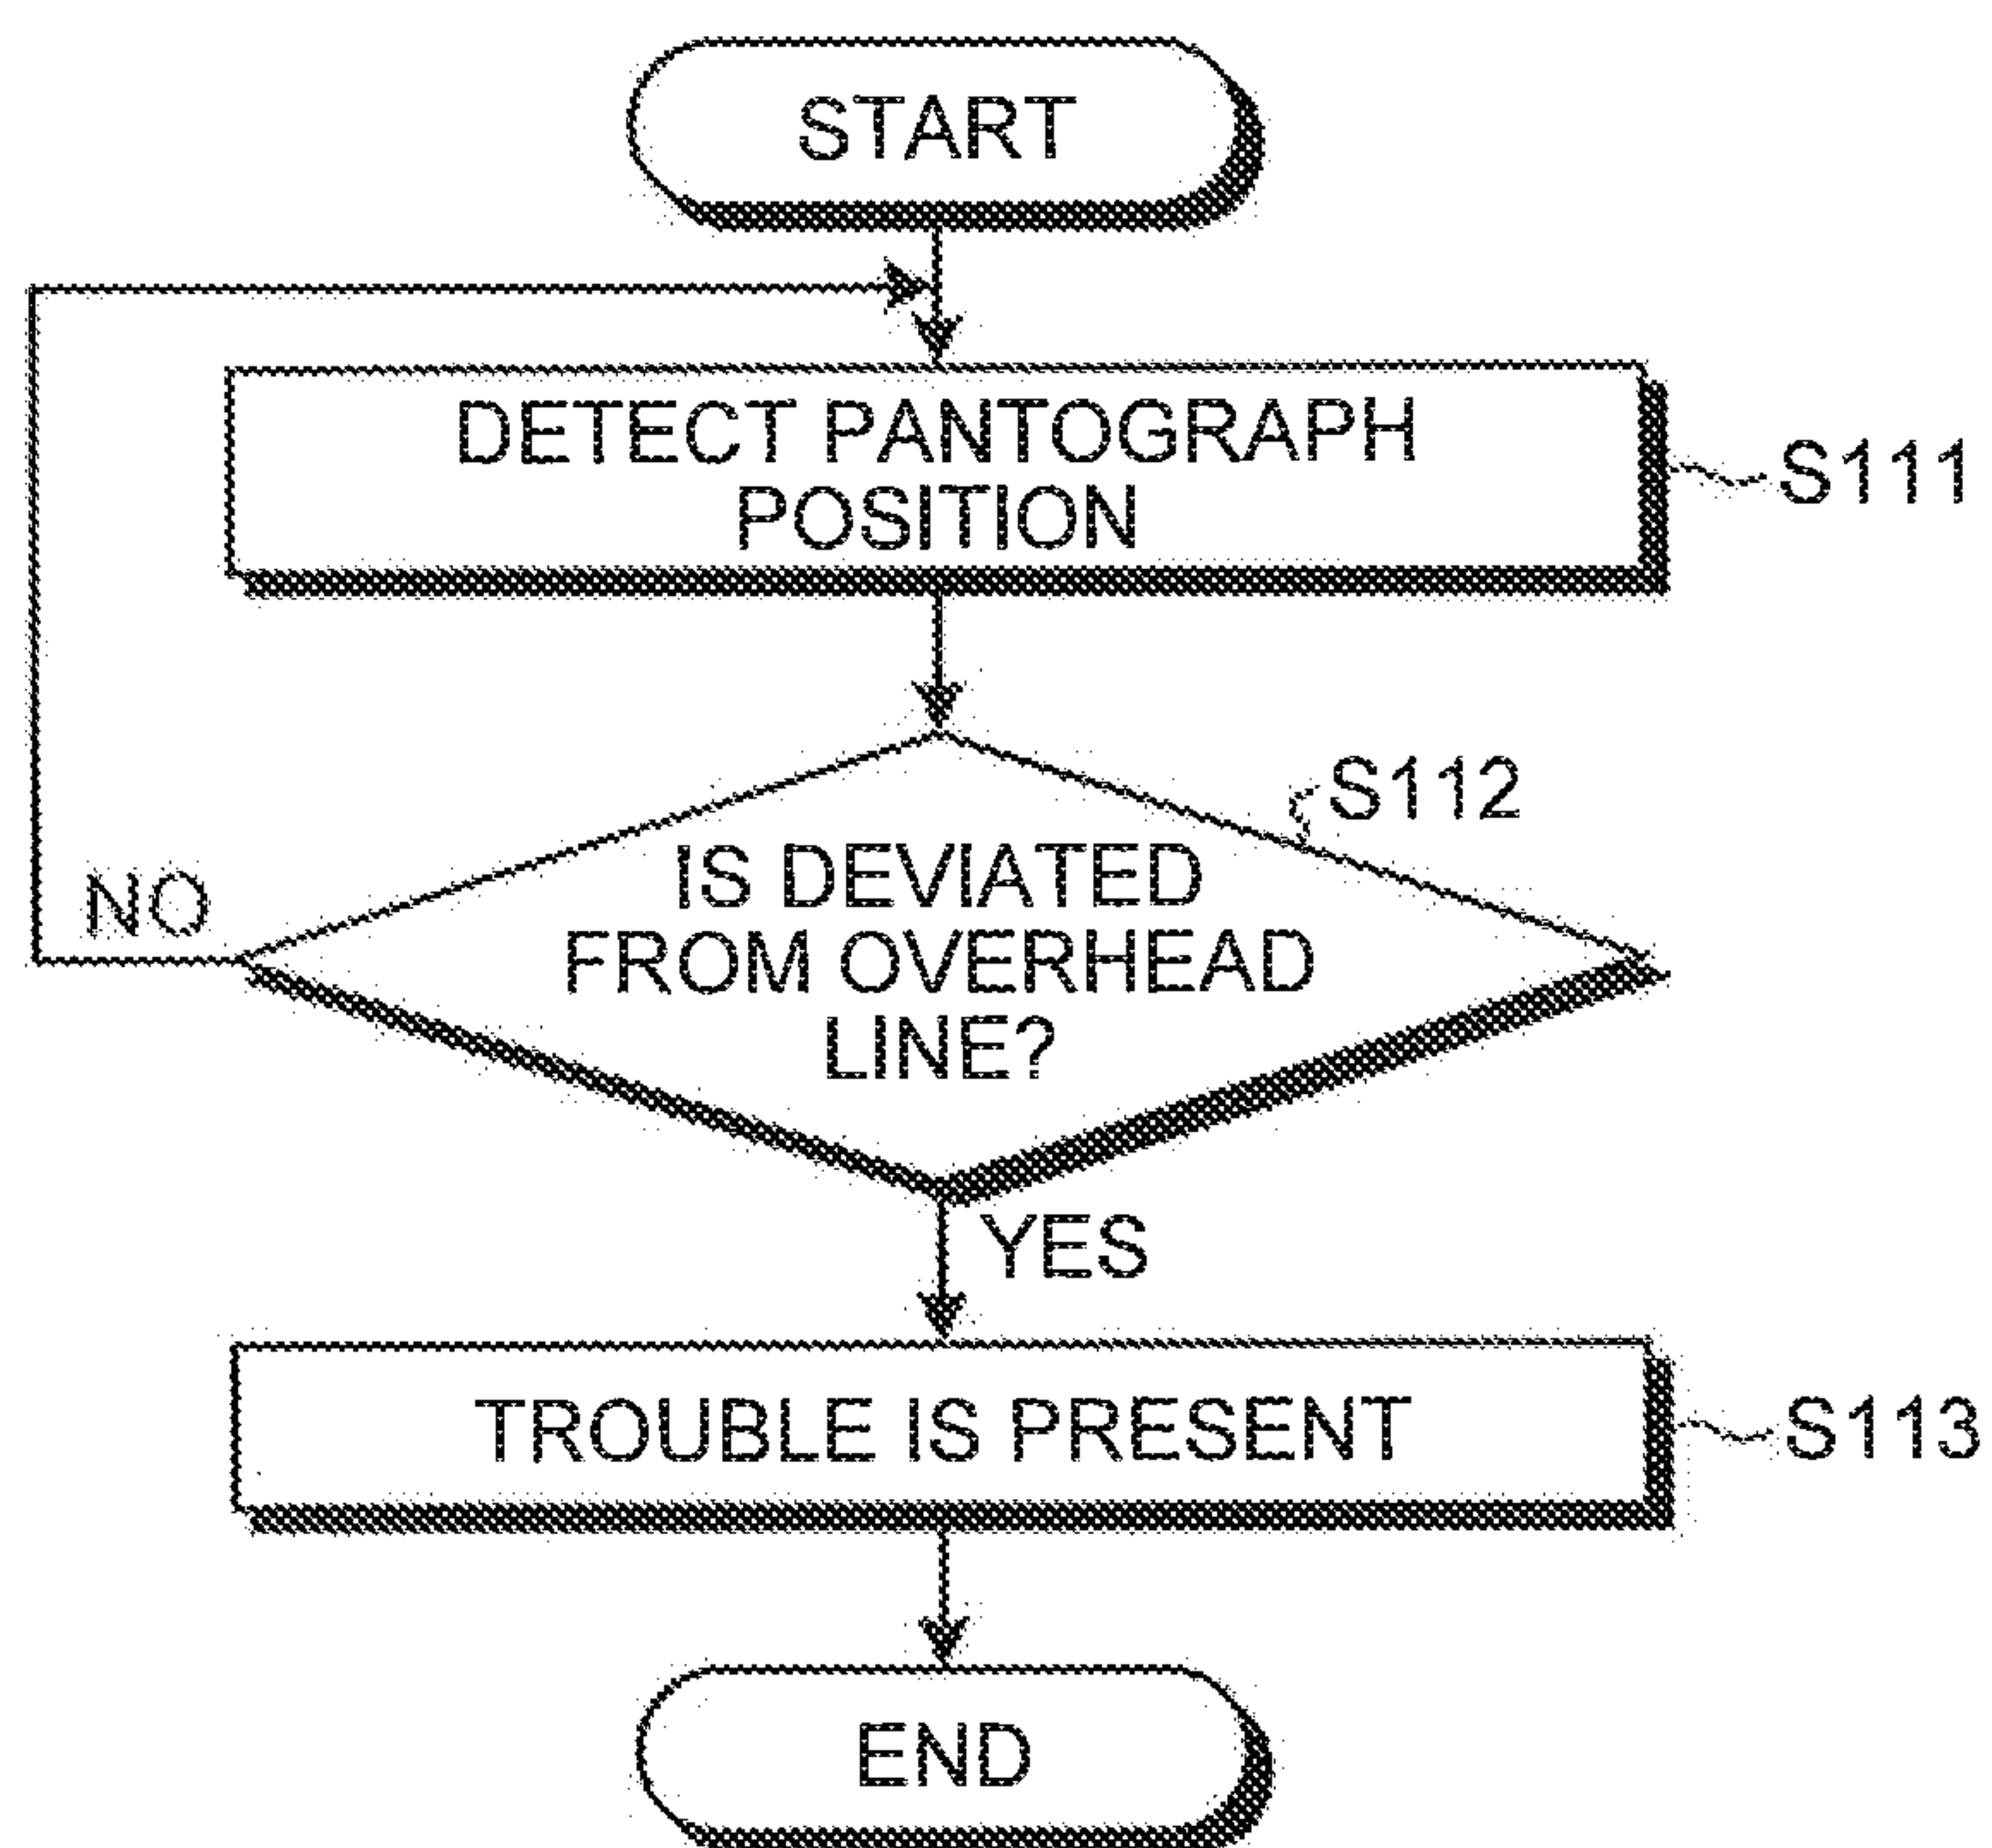 START
DETECT PANTOGRAPH
POSITION
S111
S112
IS DEVIATED
FROM OVERHEAD
LINE?
NO
YES
TROUBLE IS PRESENT
S113
END